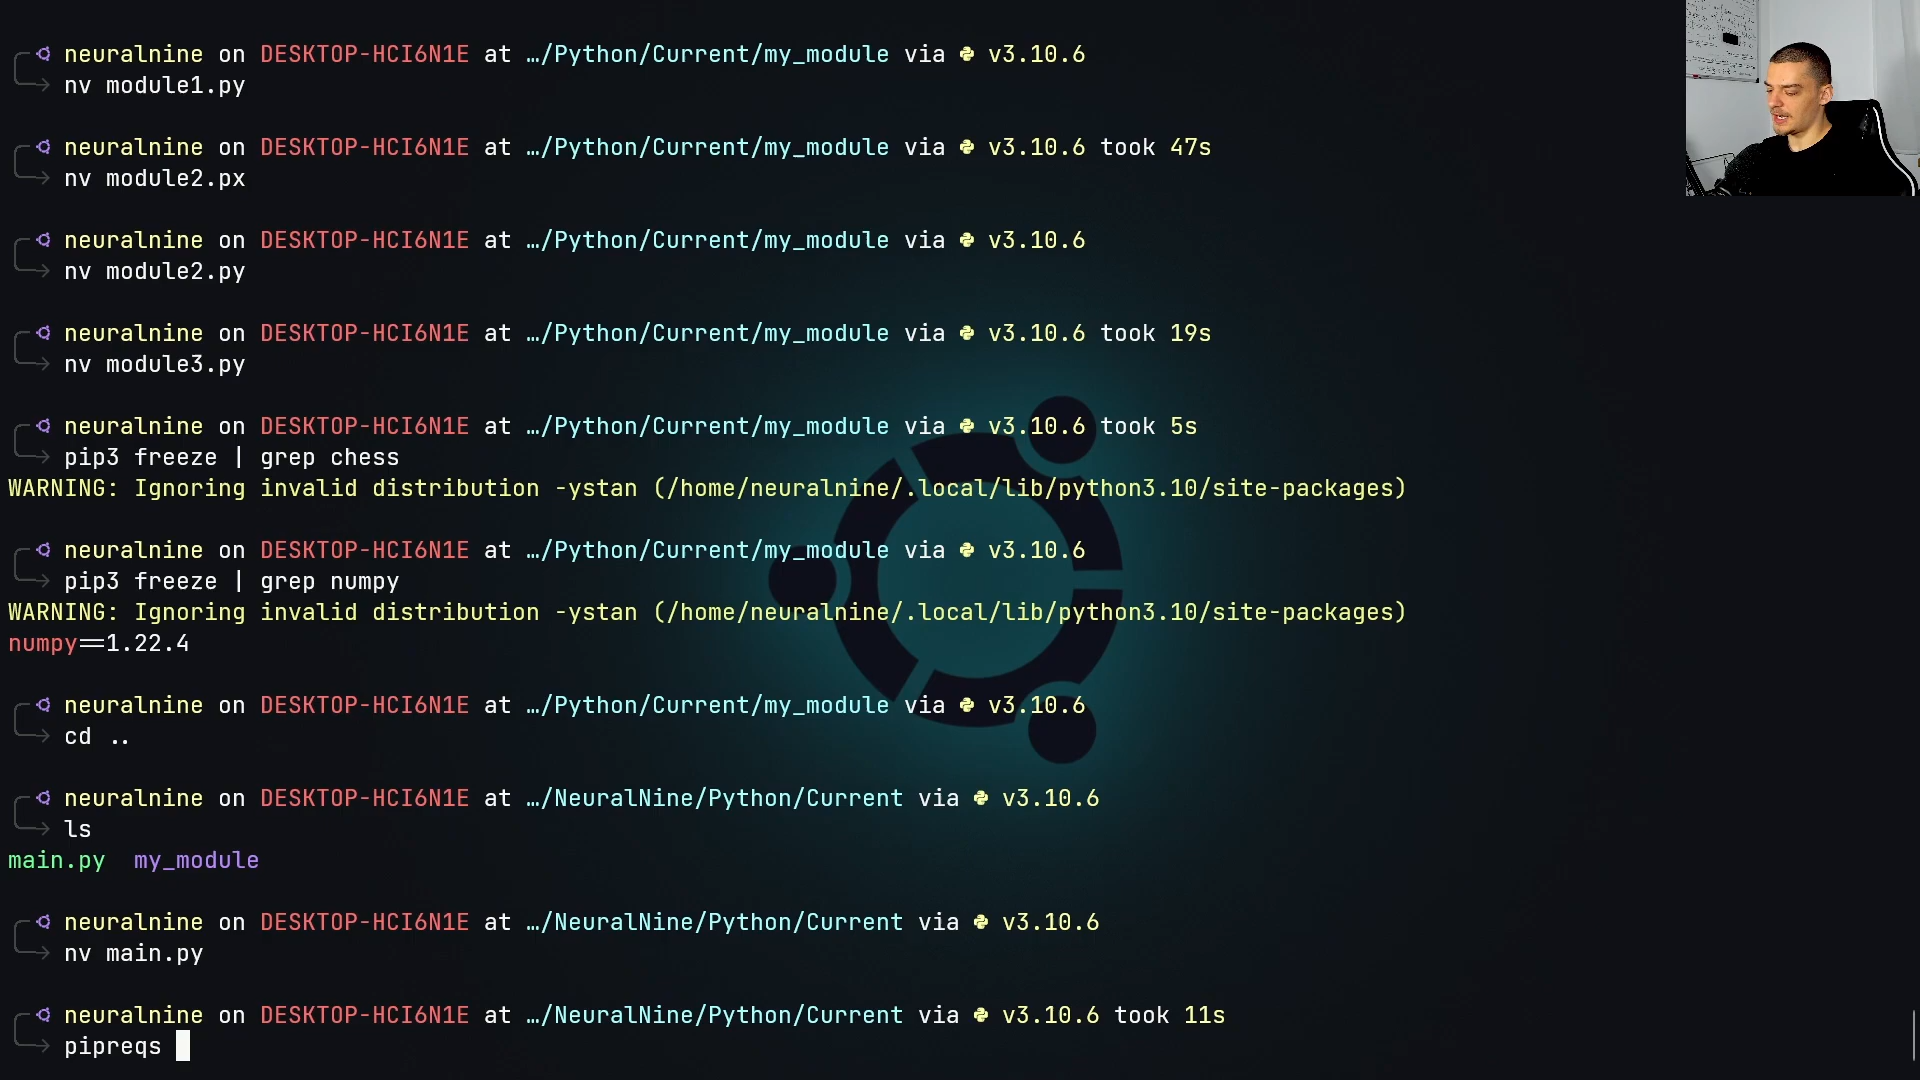 neuralnine on DESKTOP-HCI6N1E at …/Python/Current/my_module via v3.10.6
nv module1.py
neuralnine on DESKTOP-HCI6N1E at …/Python/Current/my_module via v3.10.6 took 47s
nv module2.px
neuralnine on DESKTOP-HCI6N1E at …/Python/Current/my_module via v3.10.6
nv module2.py
neuralnine on DESKTOP-HCI6N1E at …/Python/Current/my_module via v3.10.6 took 19s
nv module3.py
neuralnine on DESKTOP-HCI6N1E at …/Python/Current/my_module via v3.10.6 took 5s
pip3 freeze | grep chess
WARNING: Ignoring invalid distribution -ystan (/home/neuralnine/.local/lib/python3.10/site-packages)
neuralnine on DESKTOP-HCI6N1E at …/Python/Current/my_module via v3.10.6
pip3 freeze | grep numpy
WARNING: Ignoring invalid distribution -ystan (/home/neuralnine/.local/lib/python3.10/site-packages)
numpy==1.22.4
neuralnine on DESKTOP-HCI6N1E at …/Python/Current/my_module via v3.10.6
cd ..
neuralnine on DESKTOP-HCI6N1E at …/NeuralNine/Python/Current via v3.10.6
ls
main.py my_module
neuralnine on DESKTOP-HCI6N1E at …/NeuralNine/Python/Current via v3.10.6
nv main.py
neuralnine on DESKTOP-HCI6N1E at …/NeuralNine/Python/Current via v3.10.6 took 11s
pipreqs